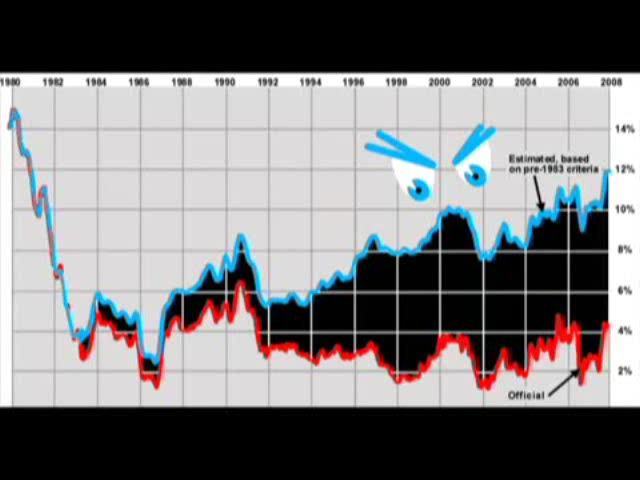 1980 1982 1984 1986 1988 1990 1992 1994 1996 1998 2000 2002 2004 2006 2008
14%
Estimated, based
on pre-1983 criteria
12%
10%
8%
6%
4%
2%
Official